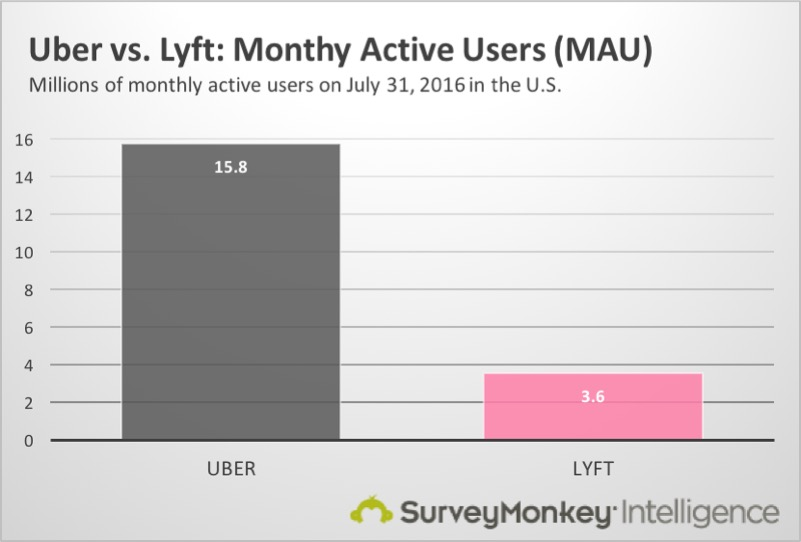 Uber vs. Lyft: Monthy Active Users (MAU)
Millions of monthly active users on July 31, 2016 in the U.S.
16
14
12
10
8
6
4
2
0
15.8
3.6
UBER
LYFT
SurveyMonkey Intelligence